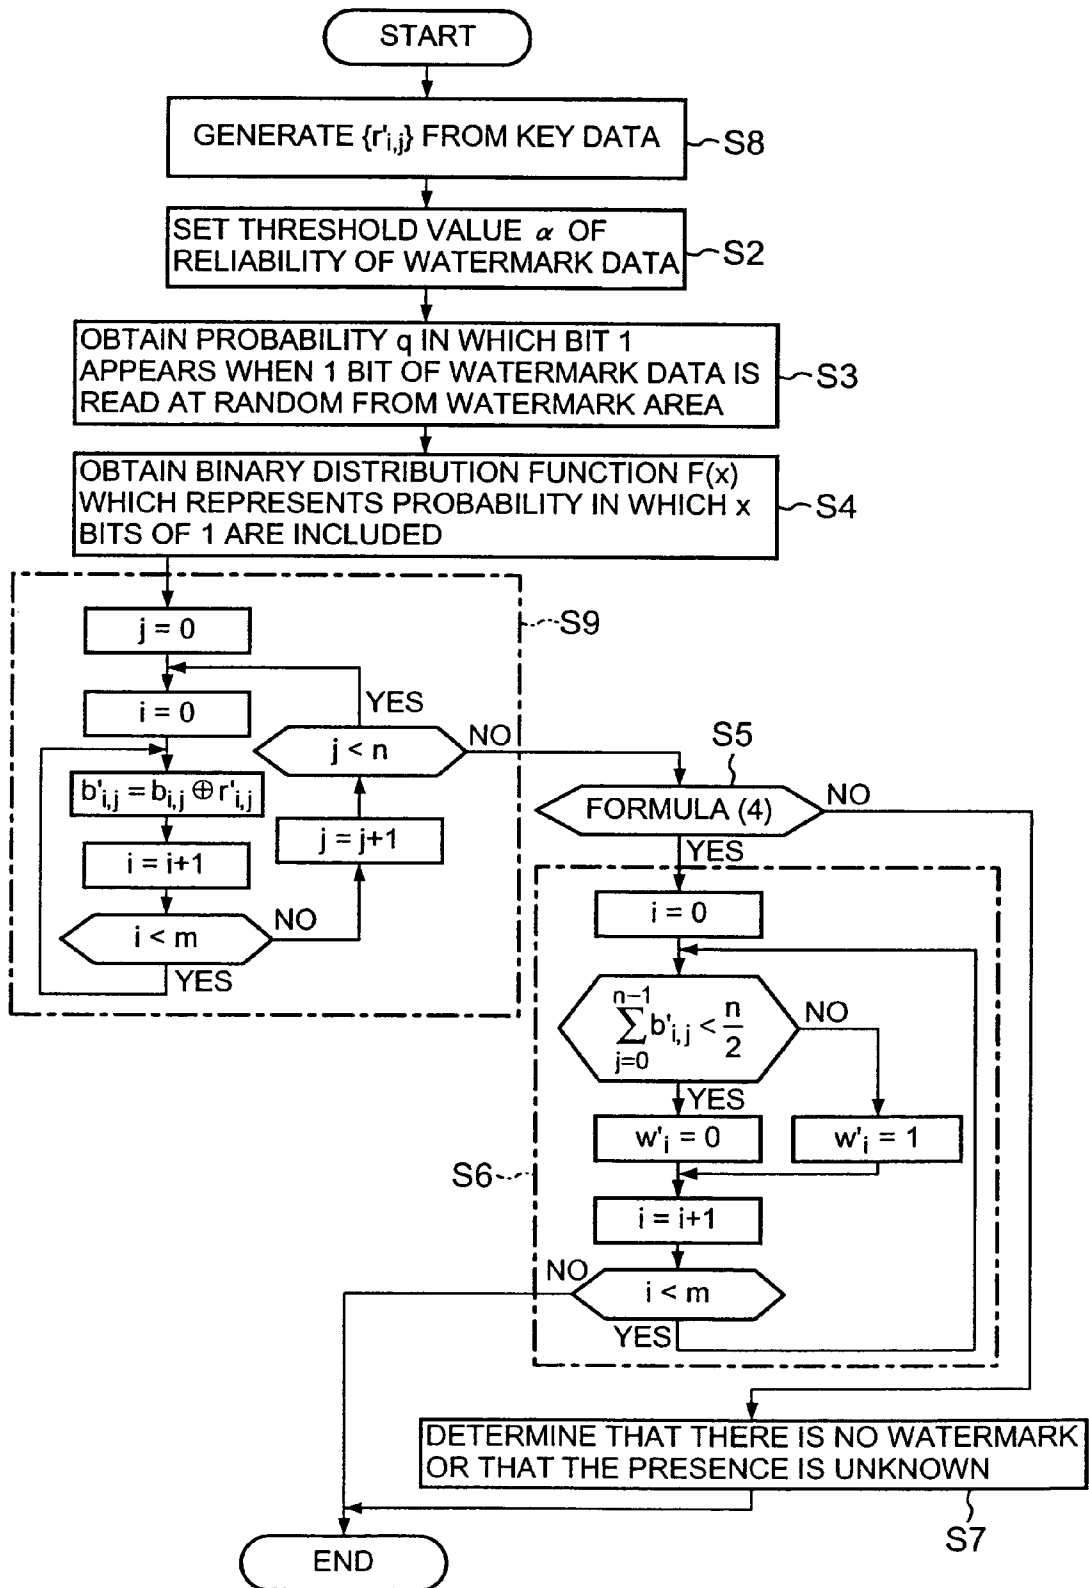 START
GENERATE {r'i,j} FROM KEY DATA
S8
SET THRESHOLD VALUE α OF
RELIABILITY OF WATERMARK DATA
S2
OBTAIN PROBABILITY q IN WHICH BIT 1
APPEARS WHEN 1 BIT OF WATERMARK DATA IS
READ AT RANDOM FROM WATERMARK AREA
S3
OBTAIN BINARY DISTRIBUTION FUNCTION F(x)
WHICH REPRESENTS PROBABILITY IN WHICH x
BITS OF 1 ARE INCLUDED
S4
S9
j = 0
i = 0
b'i,j = bi,j ⊕ r'i,j
i = i+1
i < m
YES
NO
j = j+1
j < n
YES
NO
S5
FORMULA (4)
NO
YES
S6
i = 0
n−1
∑ b'i,j < n/2
j=0
NO
YES
w'i = 0
w'i = 1
i = i+1
i < m
NO
YES
DETERMINE THAT THERE IS NO WATERMARK
OR THAT THE PRESENCE IS UNKNOWN
S7
END